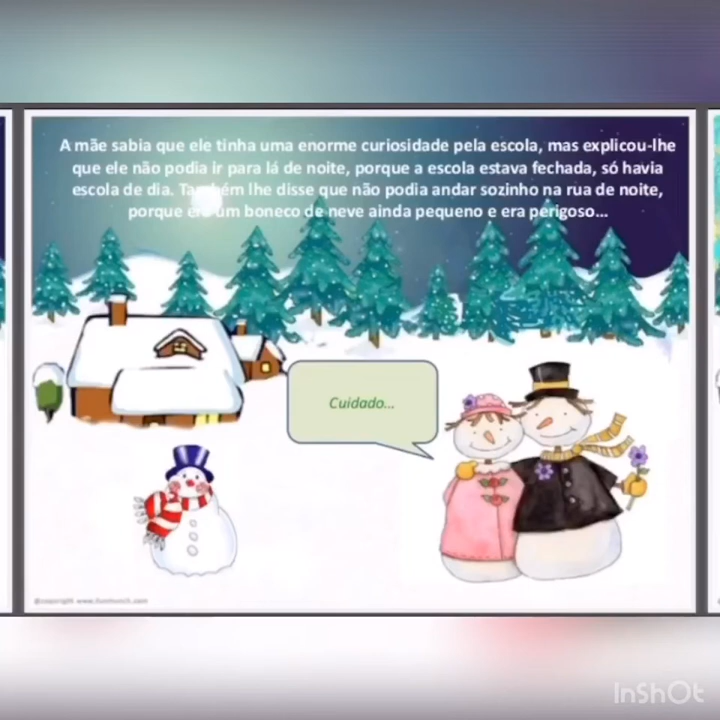 A mãe sabia que ele tinha uma enorme curiosidade pela escola, mas explicou-lhe
que ele não podia ir para lá de noite, porque a escola estava fechada, só havia
escola de dia. Também lhe disse que não podia andar sozinho na rua de noite,
porque era um boneco de neve ainda pequeno e era perigoso...
Cuidado...
InShOt